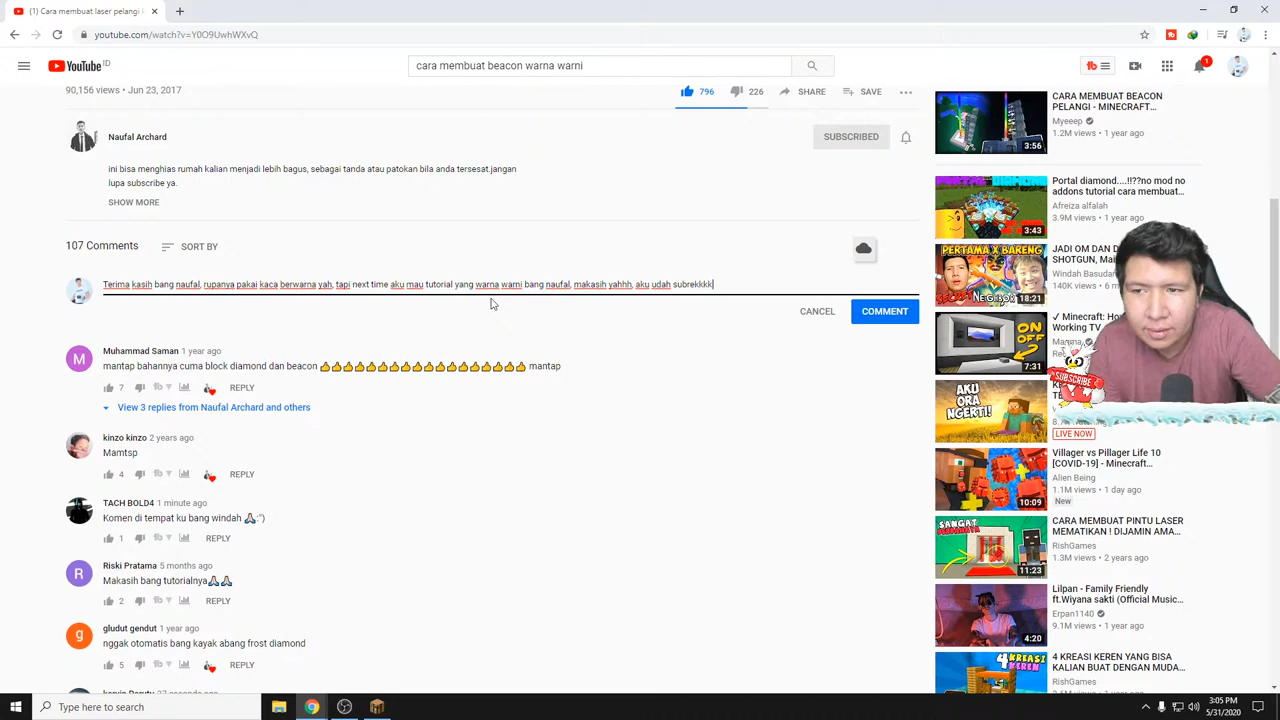 (1) Cara membuat laser pelangi
youtube.com/watch?v=Y0O9UwhWXvQ
YouTube ID
cara membuat beacon warna warni
1
90,156 views • Jun 23, 2017
796
226
SHARE
SAVE
Naufal Archard
SUBSCRIBED
ini bisa menghias rumah kalian menjadi lebih bagus, sebagai tanda atau patokan bila anda tersesat.jangan
lupa subscribe ya.
SHOW MORE
107 Comments
SORT BY
Terima kasih bang naufal, rupanya pakai kaca berwarna yah, tapi next time aku mau tutorial yang warna warni bang naufal, makasih yahhh, aku udah subrekkkk
CANCEL
COMMENT
Muhammad Saman 1 year ago
mantap bahannya cuma block diamond dan beacon 👍👍👍👍👍👍👍👍👍👍👍👍👍👍👍👍👍👍 mantap
7
REPLY
View 3 replies from Naufal Archard and others
kinzo kinzo 2 years ago
Mamtsp
4
REPLY
TACH BOLD4 1 minute ago
Komen di tempat ku bang windah 🙏🏻:")
1
REPLY
Riski Pratama 5 months ago
Makasih bang tutorialnya🙏🏻🙏🏻
2
REPLY
gludut gendut 1 year ago
nggak otomatis bang kayak abang frost diamond
5
REPLY
CARA MEMBUAT BEACON
PELANGI - MINECRAFT...
Myeeep
1.2M views • 1 year ago
3:56
Portal diamond....!!??no mod no
addons tutorial cara membuat...
Afreiza alfalah
3.9M views • 1 year ago
3:43
PERTAMA X BARENG
JADI OM DAN D
SHOTGUN, Mai
Windah Basudar
140K views • 6 m
18:21
✓ Minecraft: Ho
Working TV
ON
OFF
7:31
SUBSCRIBE
AKU
ORA
NGERTI!
LIVE NOW
Villager vs Pillager Life 10
[COVID-19] - Minecraft...
Alien Being
1.1M views • 1 day ago
New
10:09
CARA MEMBUAT PINTU LASER
MEMATIKAN ! DIJAMIN AMA...
RishGames
1.3M views • 2 years ago
11:23
Lilpan - Family Friendly
ft.Wiyana sakti (Official Music...
Erpan1140
9.1M views • 1 year ago
4:20
4 KREASI KEREN YANG BISA
KALIAN BUAT DENGAN MUDA...
RishGames
4 KREASI
KEREN
Type here to search
3:05 PM
5/31/2020